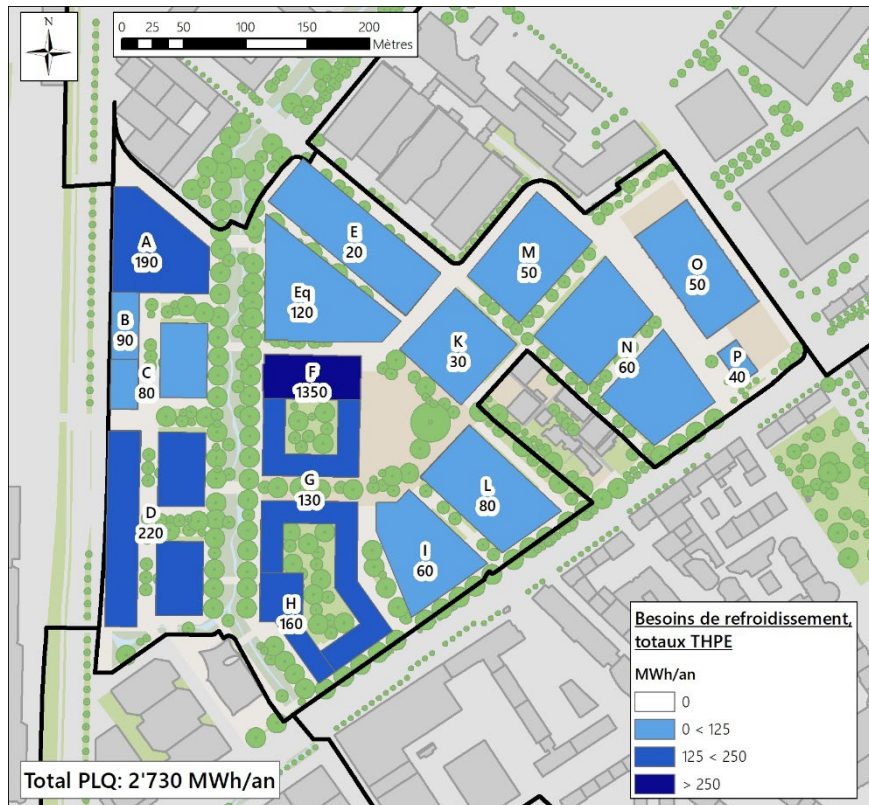 N
0 25 50 100 150 200
Mètres
A
190
B
90
C
80
D
220
E
20
Eq
120
F
1350
G
130
H
160
I
60
K
30
L
80
M
50
N
60
O
50
P
40
Besoins de refroidissement,
totaux THPE
MWh/an
0
0 < 125
125 < 250
> 250
Total PLQ: 2'730 MWh/an